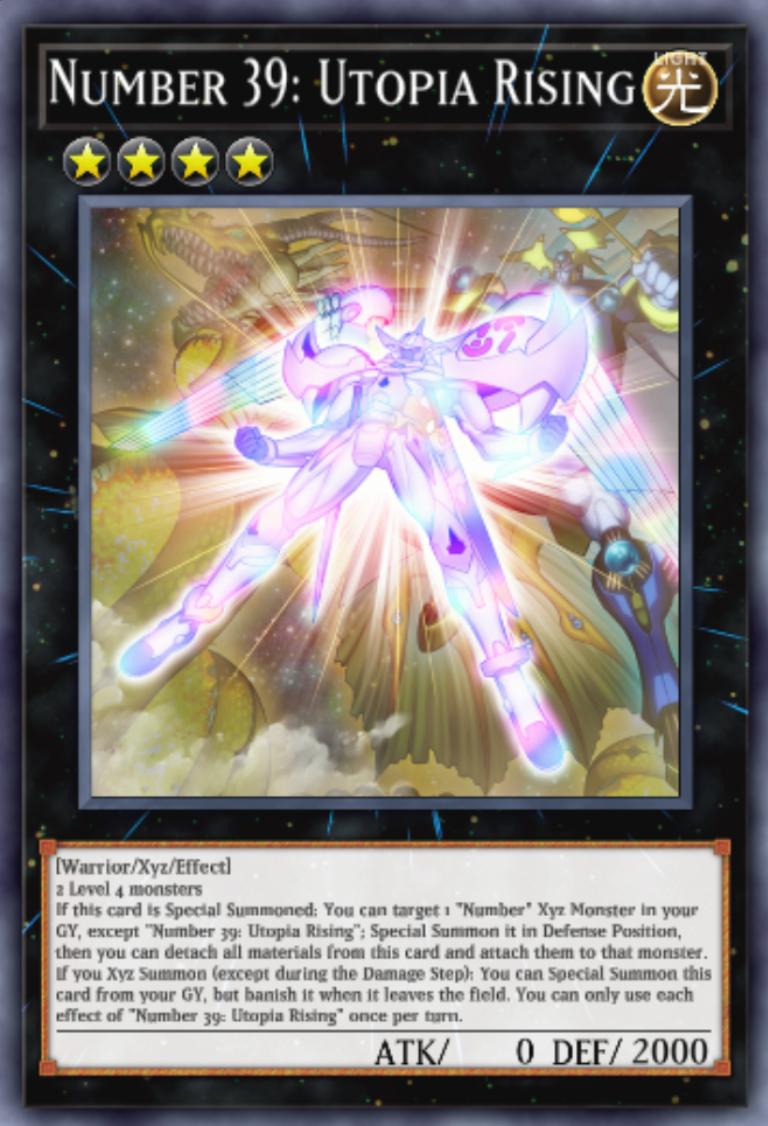 NUMBER 39: UTOPIA RISING
LIGHT
光
39
[Warrior/Xyz/Effect]
2 Level 4 monsters
If this card is Special Summoned: You can target 1 "Number" Xyz Monster in your
GY, except "Number 39: Utopia Rising"; Special Summon it in Defense Position,
then you can detach all materials from this card and attach them to that monster.
If you Xyz Summon (except during the Damage Step): You can Special Summon this
card from your GY, but banish it when it leaves the field. You can only use each
effect of "Number 39: Utopia Rising" once per turn.
ATK/ 0 DEF/ 2000